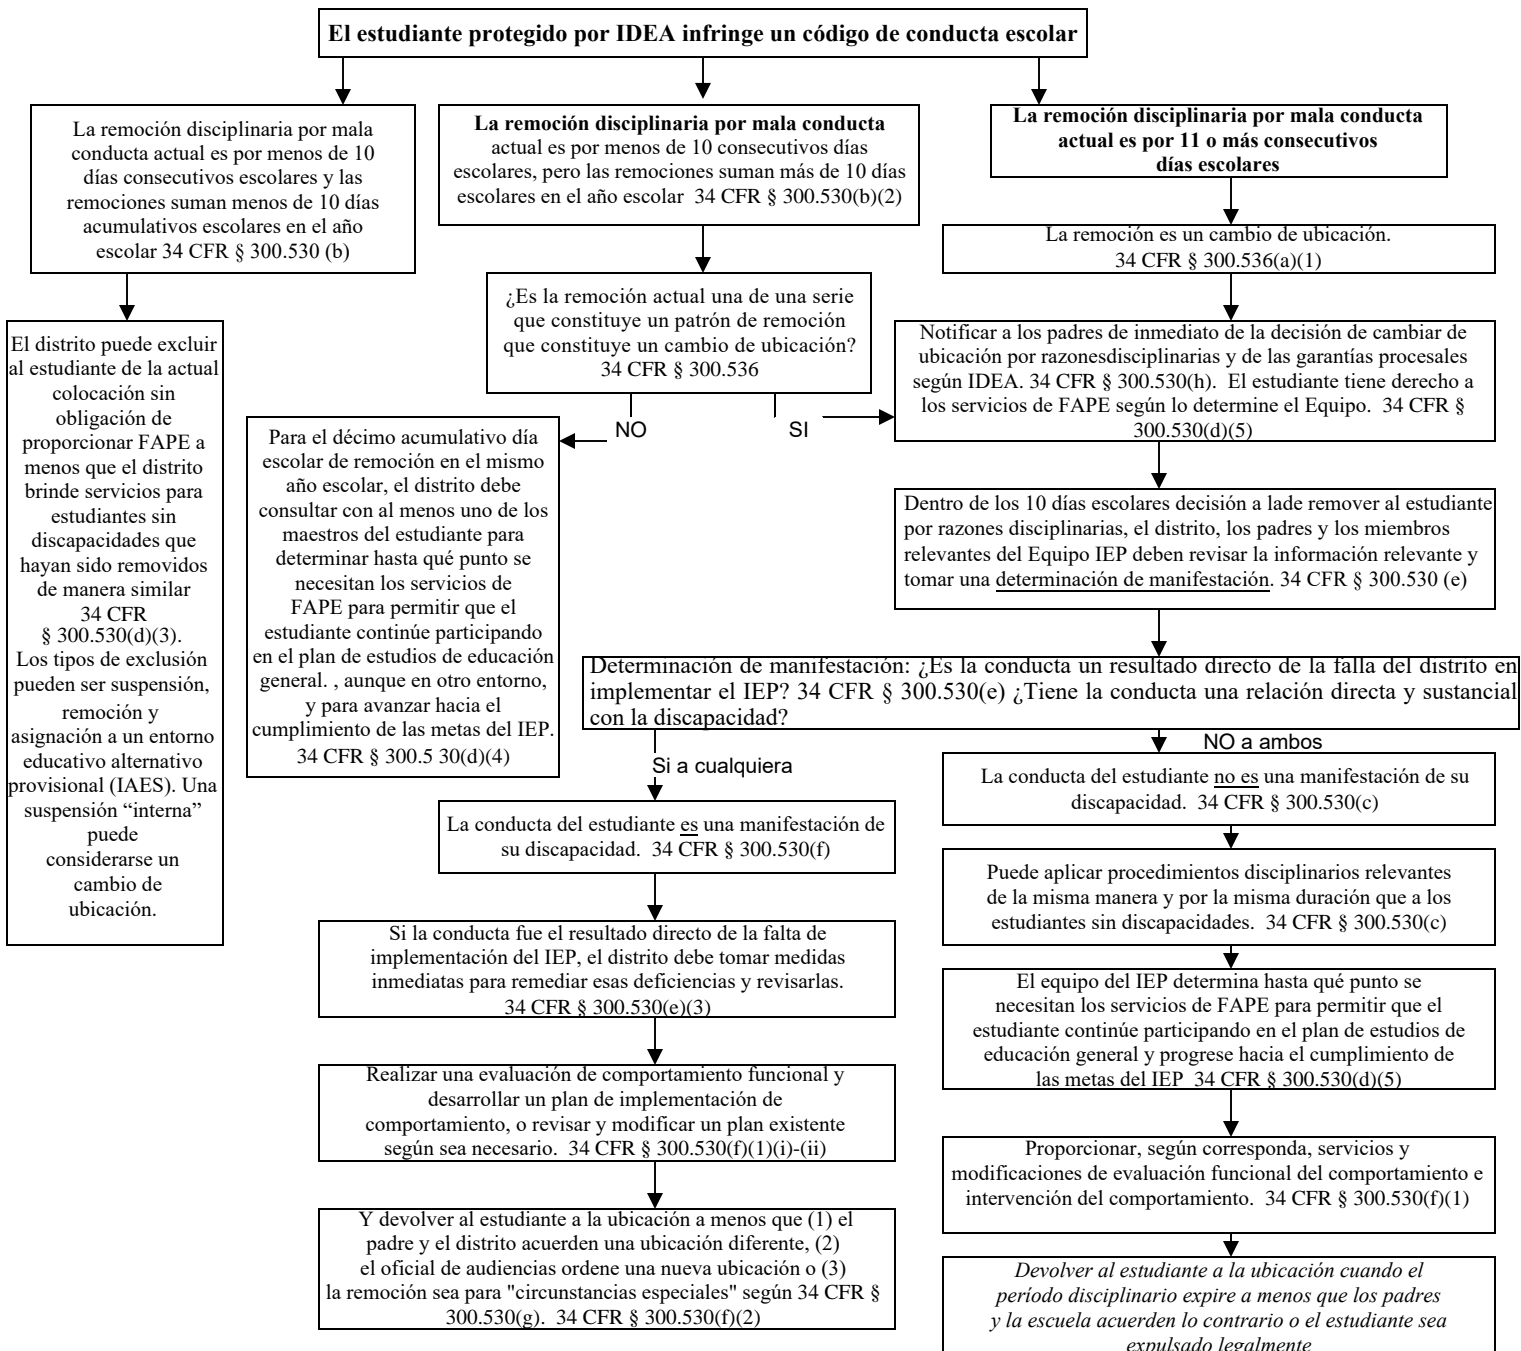 El estudiante protegido por IDEA infringe un código de conducta escolar
La remoción disciplinaria por mala
conducta actual es por menos de 10
días consecutivos escolares y las
remociones suman menos de 10 días
acumulativos escolares en el año
escolar 34 CFR § 300.530 (b)
La remoción disciplinaria por mala conducta
actual es por menos de 10 consecutivos días
escolares, pero las remociones suman más de 10 días
escolares en el año escolar 34 CFR § 300.530(b)(2)
La remoción disciplinaria por mala conducta
actual es por 11 o más consecutivos
días escolares
La remoción es un cambio de ubicación.
34 CFR § 300.536(a)(1)
¿Es la remoción actual una de una serie
que constituye un patrón de remoción
que constituye un cambio de ubicación?
34 CFR § 300.536
NO
SI
El distrito puede excluir
al estudiante de la actual
colocación sin
obligación de
proporcionar FAPE a
menos que el distrito
brinde servicios para
estudiantes sin
discapacidades que
hayan sido removidos
de manera similar
34 CFR
§ 300.530(d)(3).
Los tipos de exclusión
pueden ser suspensión,
remoción y
asignación a un entorno
educativo alternativo
provisional (IAES). Una
suspensión “interna”
puede
considerarse un
cambio de
ubicación.
Para el décimo acumulativo día
escolar de remoción en el mismo
año escolar, el distrito debe
consultar con al menos uno de los
maestros del estudiante para
determinar hasta qué punto se
necesitan los servicios de
FAPE para permitir que el
estudiante continúe participando
en el plan de estudios de educación
general. , aunque en otro entorno,
y para avanzar hacia el
cumplimiento de las metas del IEP.
34 CFR § 300.5 30(d)(4)
Notificar a los padres de inmediato de la decisión de cambiar de
ubicación por razonesdisciplinarias y de las garantías procesales
según IDEA. 34 CFR § 300.530(h). El estudiante tiene derecho a
los servicios de FAPE según lo determine el Equipo. 34 CFR §
300.530(d)(5)
Dentro de los 10 días escolares decisión a lade remover al estudiante
por razones disciplinarias, el distrito, los padres y los miembros
relevantes del Equipo IEP deben revisar la información relevante y
tomar una determinación de manifestación. 34 CFR § 300.530 (e)
Determinación de manifestación: ¿Es la conducta un resultado directo de la falla del distrito en
implementar el IEP? 34 CFR § 300.530(e) ¿Tiene la conducta una relación directa y sustancial
con la discapacidad?
Si a cualquiera
NO a ambos
La conducta del estudiante es una manifestación de
su discapacidad. 34 CFR § 300.530(f)
Si la conducta fue el resultado directo de la falta de
implementación del IEP, el distrito debe tomar medidas
inmediatas para remediar esas deficiencias y revisarlas.
34 CFR § 300.530(e)(3)
Realizar una evaluación de comportamiento funcional y
desarrollar un plan de implementación de
comportamiento, o revisar y modificar un plan existente
según sea necesario. 34 CFR § 300.530(f)(1)(i)-(ii)
Y devolver al estudiante a la ubicación a menos que (1) el
padre y el distrito acuerden una ubicación diferente, (2)
el oficial de audiencias ordene una nueva ubicación o (3)
la remoción sea para "circunstancias especiales" según 34 CFR §
300.530(g). 34 CFR § 300.530(f)(2)
La conducta del estudiante no es una manifestación de su
discapacidad. 34 CFR § 300.530(c)
Puede aplicar procedimientos disciplinarios relevantes
de la misma manera y por la misma duración que a los
estudiantes sin discapacidades. 34 CFR § 300.530(c)
El equipo del IEP determina hasta qué punto se
necesitan los servicios de FAPE para permitir que el
estudiante continúe participando en el plan de estudios de
educación general y progrese hacia el cumplimiento de
las metas del IEP 34 CFR § 300.530(d)(5)
Proporcionar, según corresponda, servicios y
modificaciones de evaluación funcional del comportamiento e
intervención del comportamiento. 34 CFR § 300.530(f)(1)
Devolver al estudiante a la ubicación cuando el
período disciplinario expire a menos que los padres
y la escuela acuerden lo contrario o el estudiante sea
expulsado legalmente